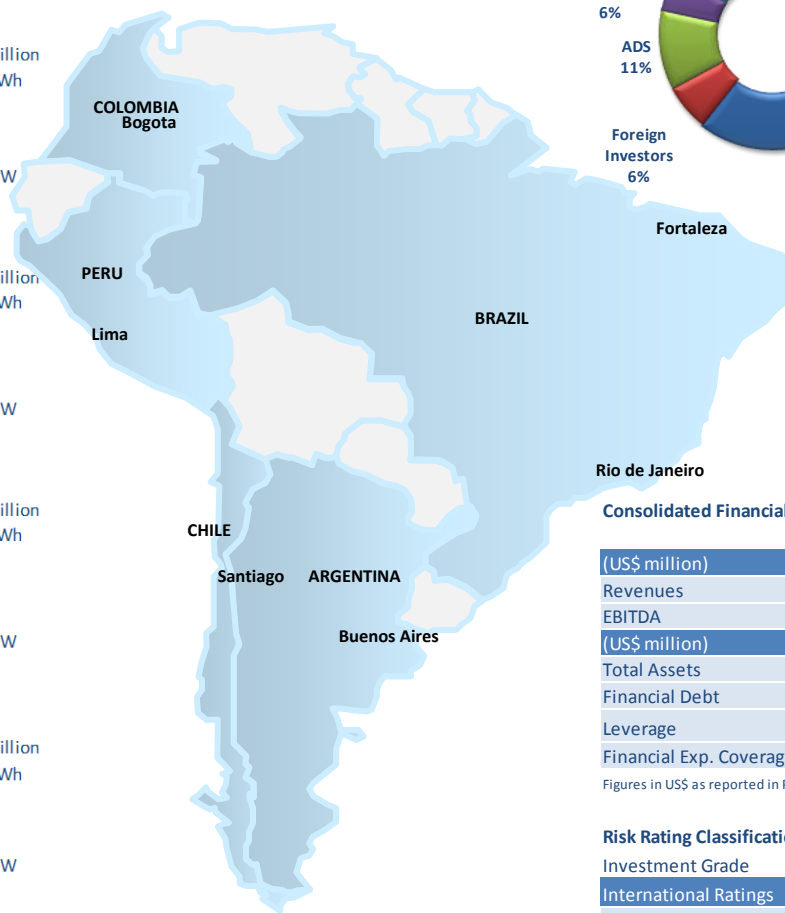 illion
Wh
W
illion
Wh
W
illion
Wh
W
illion
Wh
W
COLOMBIA
Bogota
PERU
Lima
BRAZIL
Fortaleza
Rio de Janeiro
CHILE
Santiago
ARGENTINA
Buenos Aires
6%
ADS
11%
Foreign
Investors
6%
Consolidated Financial
(US$ million)
Revenues
EBITDA
(US$ million)
Total Assets
Financial Debt
Leverage
Financial Exp. Coverag
Figures in US$ as reported in
Risk Rating Classificati
Investment Grade
International Ratings